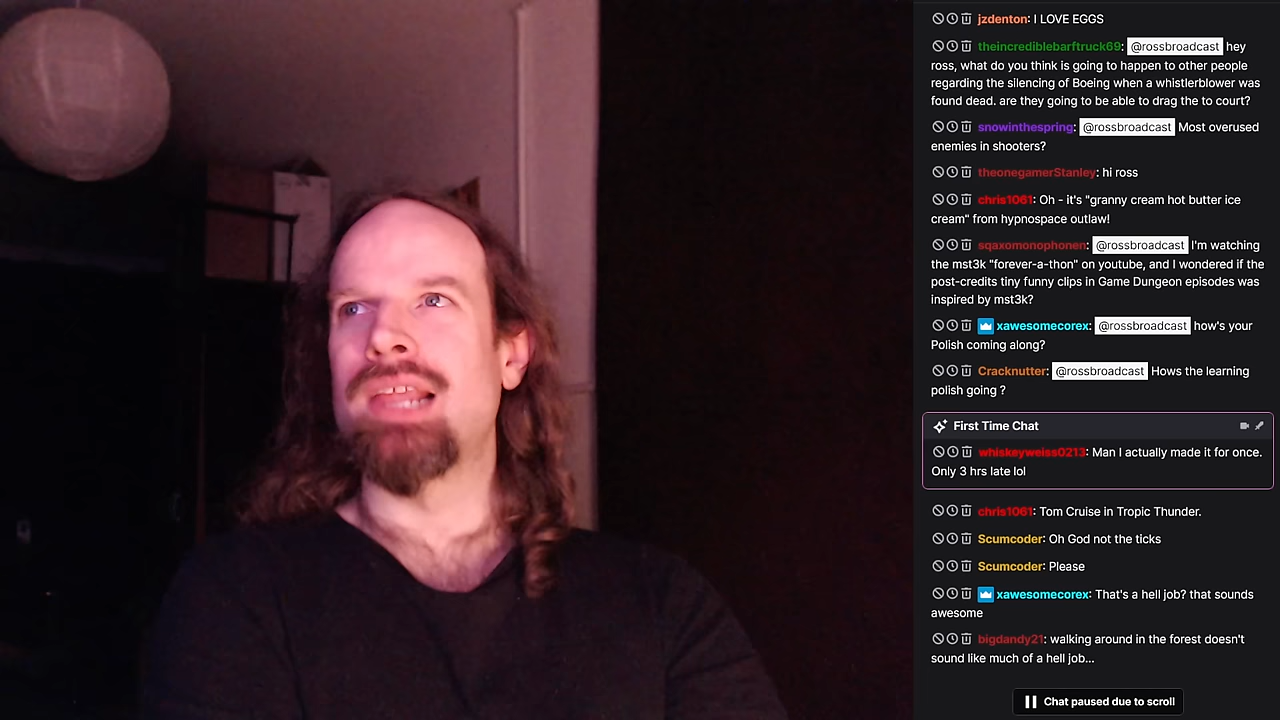 jzdenton: I LOVE EGGS
theincrediblebarftruck69: @rossbroadcast hey
ross, what do you think is going to happen to other people
regarding the silencing of Boeing when a whistlerblower was
found dead. are they going to be able to drag the to court?
snowinthespring: @rossbroadcast Most overused
enemies in shooters?
theonegamerStanley: hi ross
chris1061: Oh - it's "granny cream hot butter ice
cream" from hypnospace outlaw!
sqaxomonophonen: @rossbroadcast I'm watching
the mst3k "forever-a-thon" on youtube, and I wondered if the
post-credits tiny funny clips in Game Dungeon episodes was
inspired by mst3k?
xawesomecorex: @rossbroadcast how's your
Polish coming along?
Cracknutter: @rossbroadcast Hows the learning
polish going ?
First Time Chat
whiskeyweiss0213: Man I actually made it for once.
Only 3 hrs late lol
chris1061: Tom Cruise in Tropic Thunder.
Scumcoder: Oh God not the ticks
Scumcoder: Please
xawesomecorex: That's a hell job? that sounds
awesome
bigdandy21: walking around in the forest doesn't
sound like much of a hell job...
Chat paused due to scroll